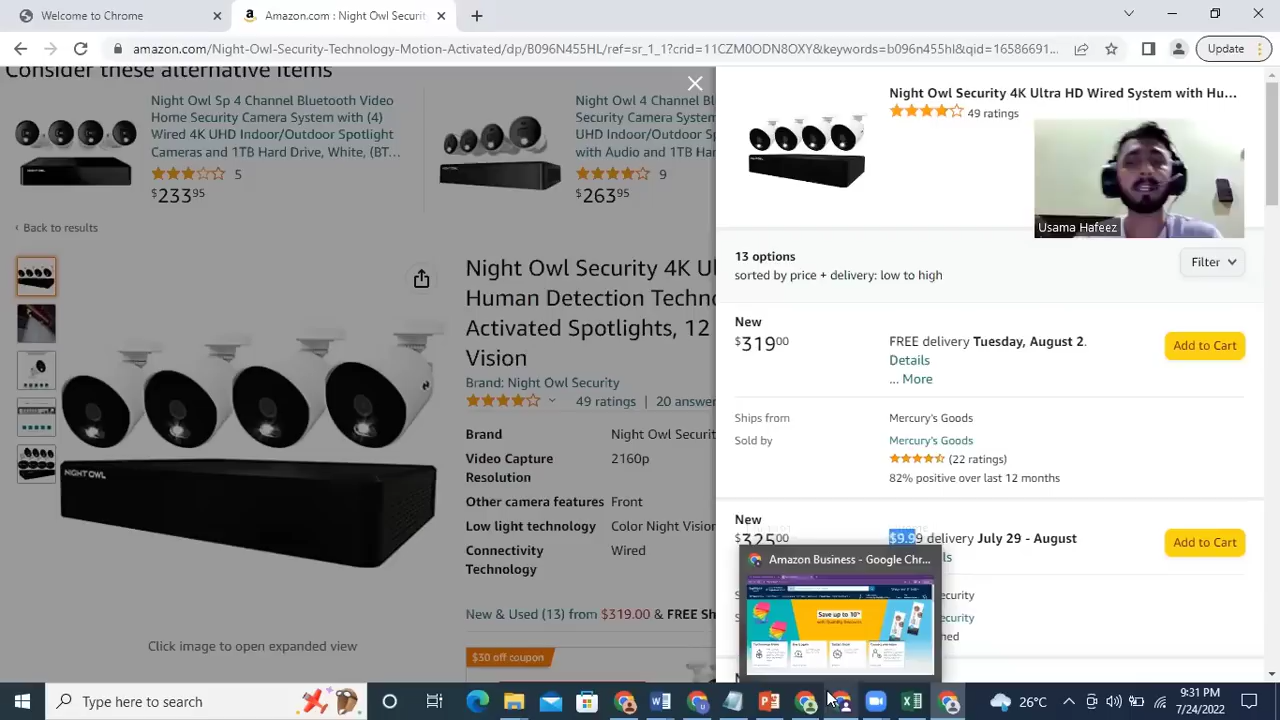 Welcome to Chrome
Amazon.com : Night Owl Securit
amazon.com/Night-Owl-Security-Technology-Motion-Activated/dp/B096N455HL/ref=sr_1_1?crid=11CZM0ODN8OXY&keywords=b096n455hl&qid=16586691...
Update
Consider these alternative items
Night Owl Sp 4 Channel Bluetooth Video
Home Security Camera System with (4)
Wired 4K UHD Indoor/Outdoor Spotlight
Cameras and 1TB Hard Drive, White, (BT...
5
$233.95
Night Owl 4 Channel
Security Camera System
UHD Indoor/Outdoor
with Audio and 1TB Hard
9
$263.95
‹ Back to results
Night Owl Security 4K Ul
Human Detection Techno
Activated Spotlights, 12
Vision
Brand: Night Owl Security
49 ratings | 20 answer
Brand Night Owl Securit
Video Capture Resolution 2160p
Other camera features Front
Low light technology Color Night Vision
Connectivity Technology Wired
New & Used (13) from $319.00 & FREE Sh
$30 off coupon
NIGHT OWL
Click image to open expanded view
Night Owl Security 4K Ultra HD Wired System with Hu...
49 ratings
Usama Hafeez
13 options
sorted by price + delivery: low to high
Filter
New
$319.00
FREE delivery Tuesday, August 2.
Details
... More
Add to Cart
Ships from Mercury's Goods
Sold by Mercury's Goods
(22 ratings)
82% positive over last 12 months
New
$325.00
$9.99 delivery July 29 - August
Add to Cart
Amazon Business - Google Chr...
Save up to 10%
Type here to search
26°C
9:31 PM
7/24/2022